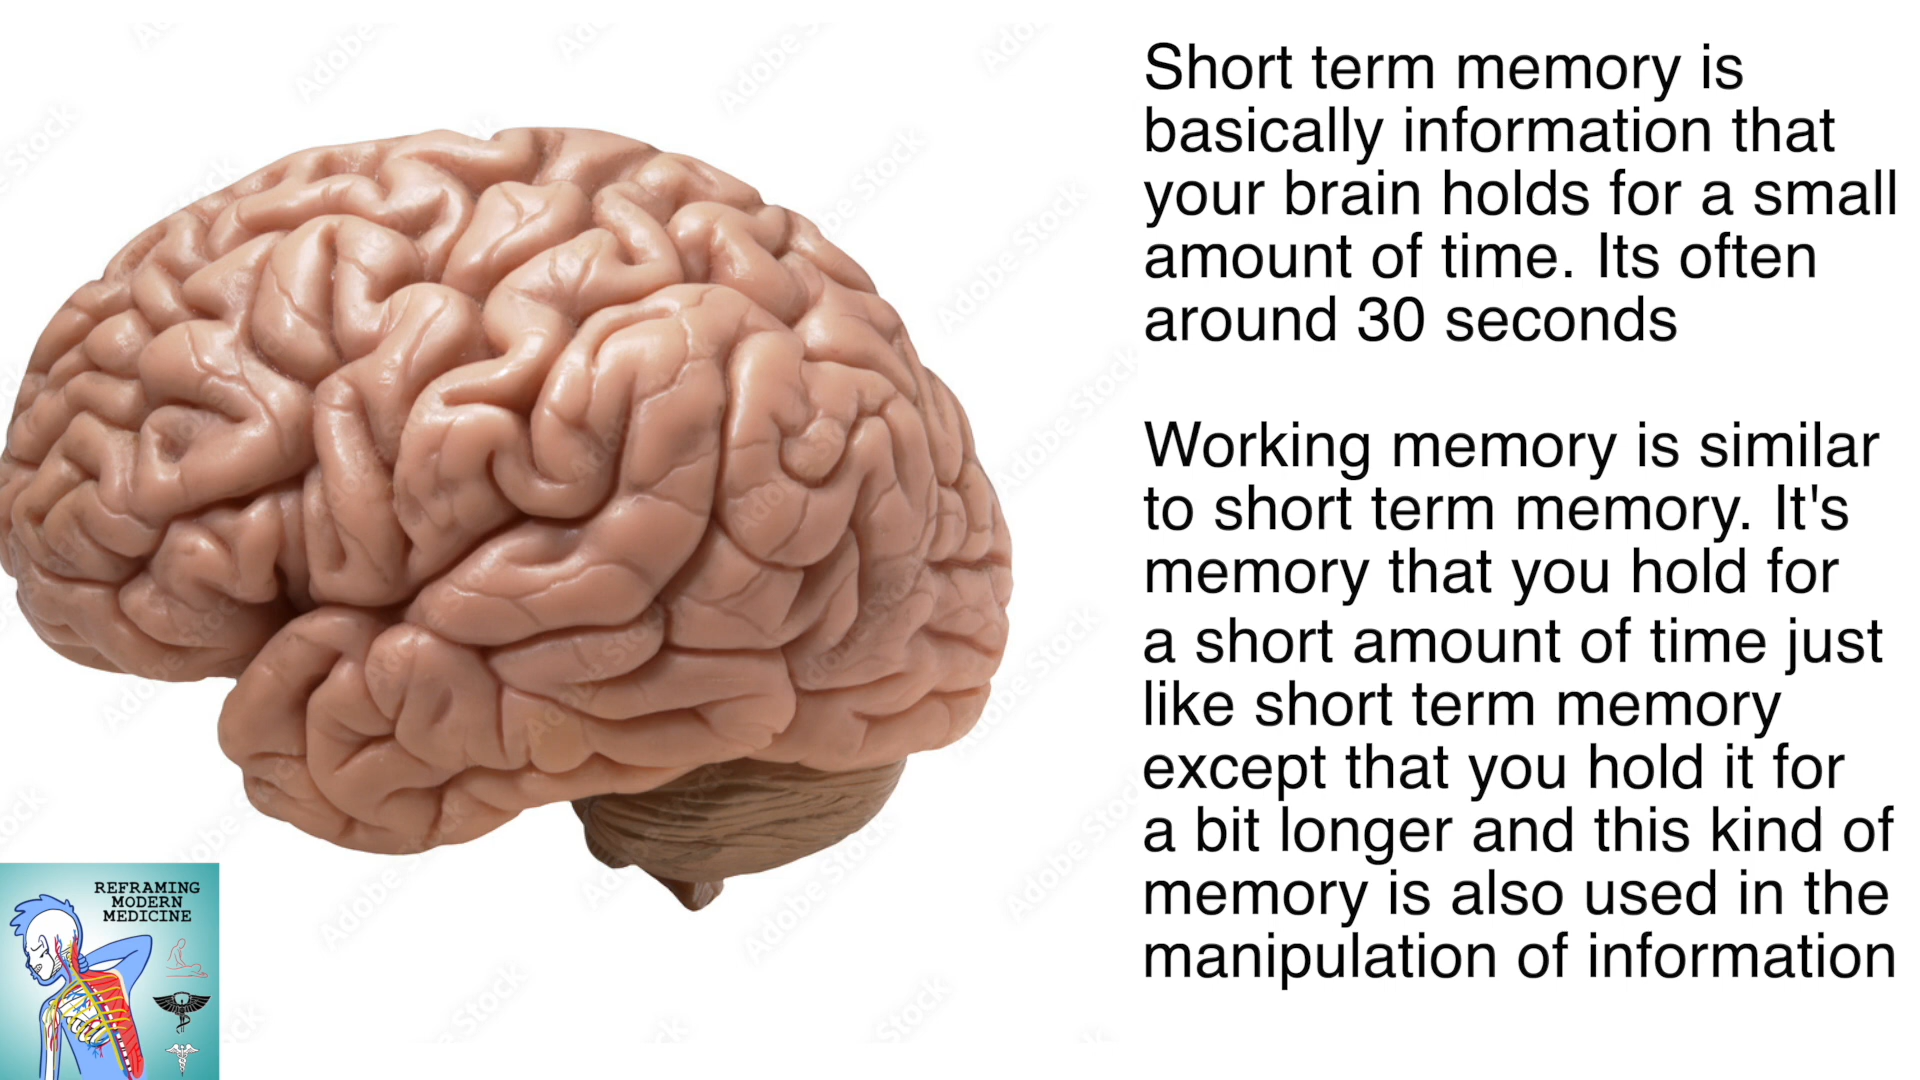 Short term memory is
basically information that
your brain holds for a small
amount of time. Its often
around 30 seconds
Working memory is similar
to short term memory. It's
memory that you hold for
a short amount of time just
like short term memory
except that you hold it for
a bit longer and this kind of
memory is also used in the
manipulation of information
REFRAMING
MODERN
MEDICINE
Adobe Stock